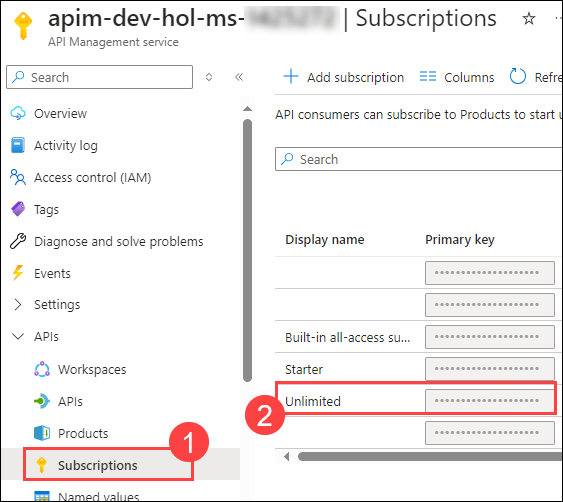 apim-dev-hol-ms- | Subscriptions
API Management service
Search
Add subscription
Columns
Refre
Overview
Activity log
Access control (IAM)
Tags
Diagnose and solve problems
Events
Settings
APIs
Workspaces
APIs
Products
Subscriptions
Named values
1
API consumers can subscribe to Products to start u
Search
Display name Primary key
Built-in all-access su...
Starter
Unlimited
2